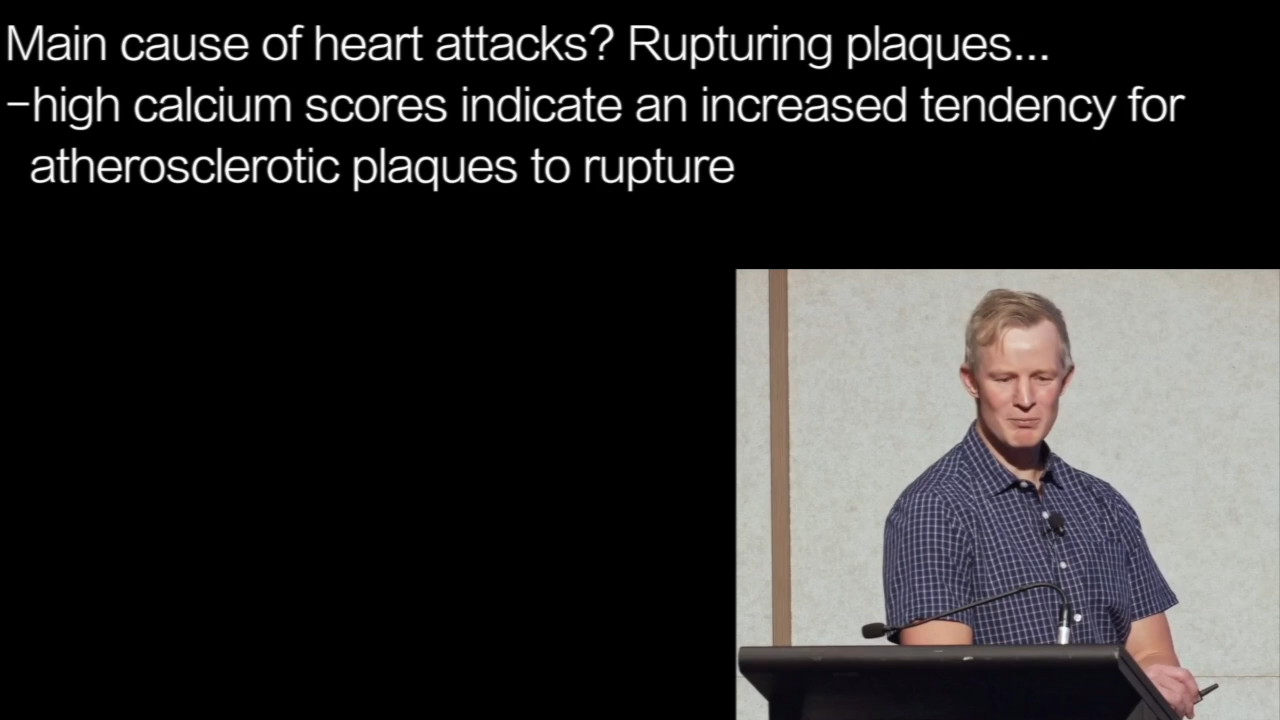 Main cause of heart attacks? Rupturing plaques...
–high calcium scores indicate an increased tendency for
atherosclerotic plaques to rupture